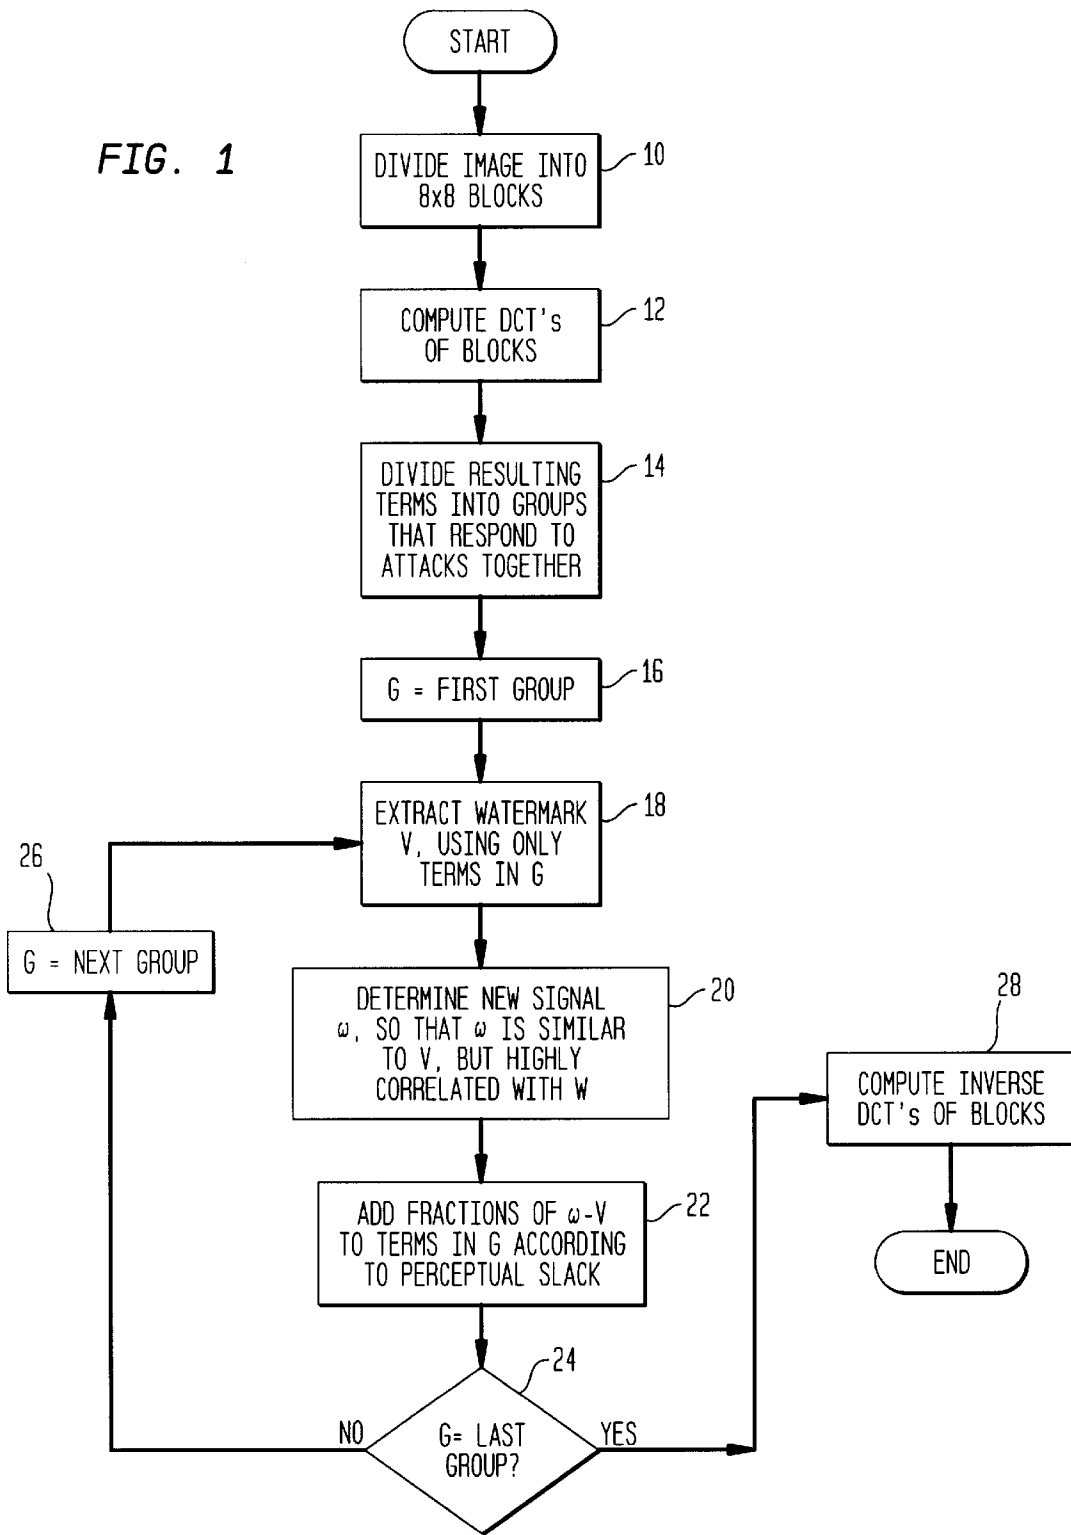 START
FIG. 1
10
DIVIDE IMAGE INTO
8x8 BLOCKS
12
COMPUTE DCT's
OF BLOCKS
14
DIVIDE RESULTING
TERMS INTO GROUPS
THAT RESPOND TO
ATTACKS TOGETHER
16
G = FIRST GROUP
18
EXTRACT WATERMARK
V, USING ONLY
TERMS IN G
26
G = NEXT GROUP
20
DETERMINE NEW SIGNAL
ω, SO THAT ω IS SIMILAR
TO V, BUT HIGHLY
CORRELATED WITH W
28
COMPUTE INVERSE
DCT's OF BLOCKS
22
ADD FRACTIONS OF ω-V
TO TERMS IN G ACCORDING
TO PERCEPTUAL SLACK
END
24
NO
G= LAST
GROUP?
YES